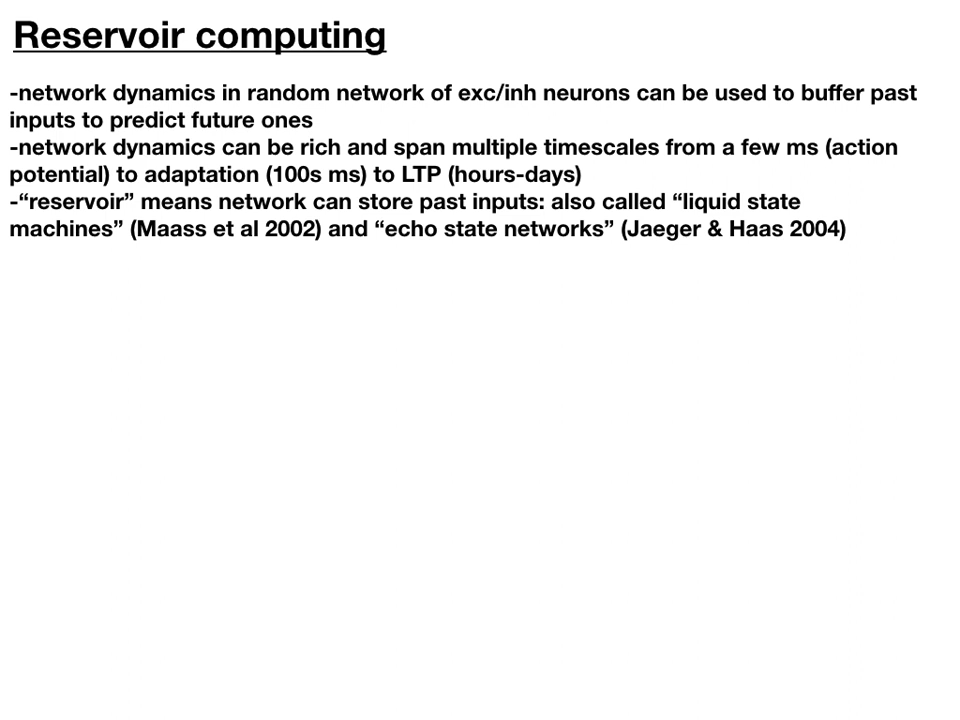 Reservoir computing
-network dynamics in random network of exc/inh neurons can be used to buffer past
inputs to predict future ones
-network dynamics can be rich and span multiple timescales from a few ms (action
potential) to adaptation (100s ms) to LTP (hours-days)
-“reservoir” means network can store past inputs: also called “liquid state
machines” (Maass et al 2002) and “echo state networks” (Jaeger & Haas 2004)